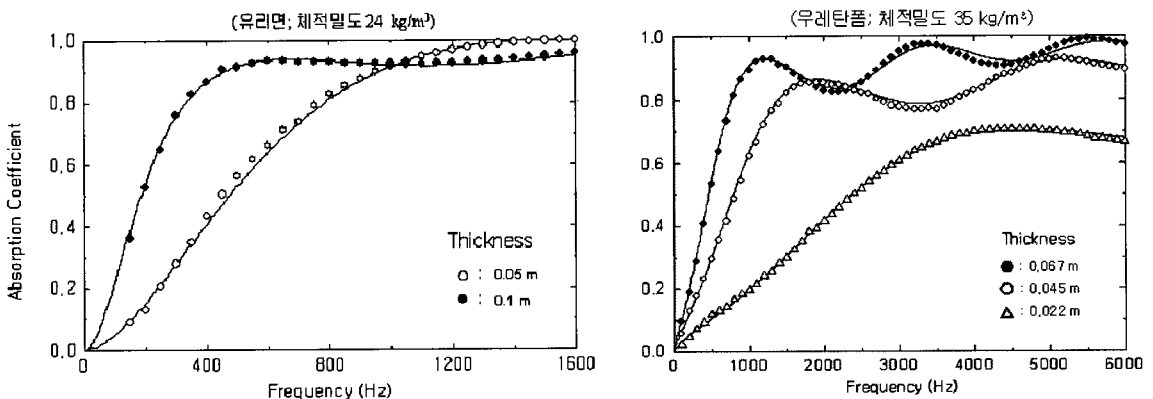 (유리면; 체적밀도 24 kg/m³)
Absorption Coefficient
1.0
0.8
0.6
0.4
0.2
0.0
0
400
800
1200
1600
Frequency (Hz)
Thickness
○ : 0.05 m
● : 0.1 m
(우레탄폼; 체적밀도 35 kg/m³)
1.0
0.8
0.6
0.4
0.2
0.0
0
1000
2000
3000
4000
5000
6000
Frequency (Hz)
Thickness
● : 0,067 m
○ : 0,045 m
△ : 0,022 m